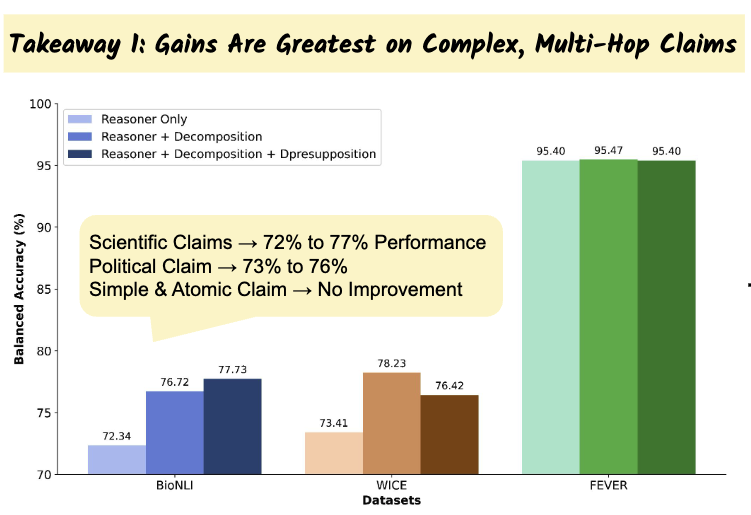 Takeaway 1: Gains Are Greatest on Complex, Multi-Hop Claims
100
95
90
85
80
75
70
Balanced Accuracy (%)
Reasoner Only
Reasoner + Decomposition
Reasoner + Decomposition + Dpresupposition
Scientific Claims → 72% to 77% Performance
Political Claim → 73% to 76%
Simple & Atomic Claim → No Improvement
72.34
76.72
77.73
73.41
78.23
76.42
95.40
95.47
95.40
BioNLI
WICE
FEVER
Datasets